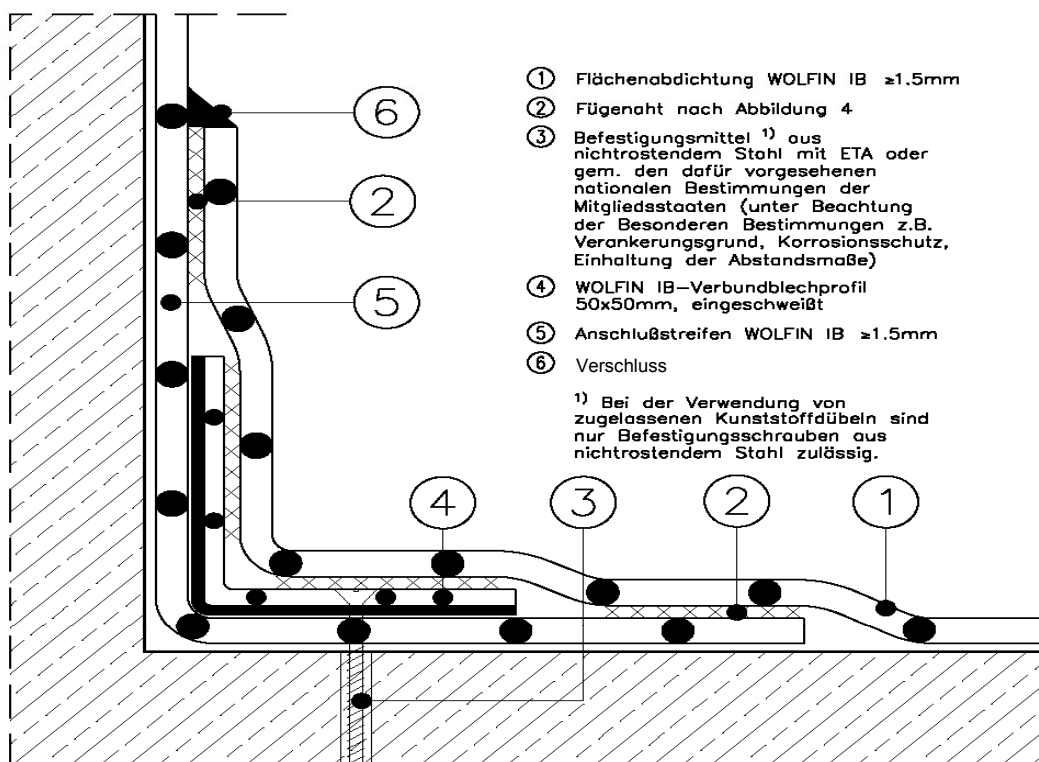 ① Flächenabdichtung WOLFIN IB ≥1.5mm
② Fügenaht nach Abbildung 4
③ Befestigungsmittel ¹⁾ aus
nichtrostendem Stahl mit ETA oder
gem. den dafür vorgesehenen
nationalen Bestimmungen der
Mitgliedsstaaten (unter Beachtung
der Besonderen Bestimmungen z.B.
Verankerungsgrund, Korrosionsschutz,
Einhaltung der Abstandsmaße)
④ WOLFIN IB–Verbundblechprofil
50x50mm, eingeschweißt
⑤ Anschlußstreifen WOLFIN IB ≥1.5mm
⑥ Verschluss
¹⁾ Bei der Verwendung von
zugelassenen Kunststoffdübeln sind
nur Befestigungsschrauben aus
nichtrostendem Stahl zulässig.
6
2
5
4 3 2 1